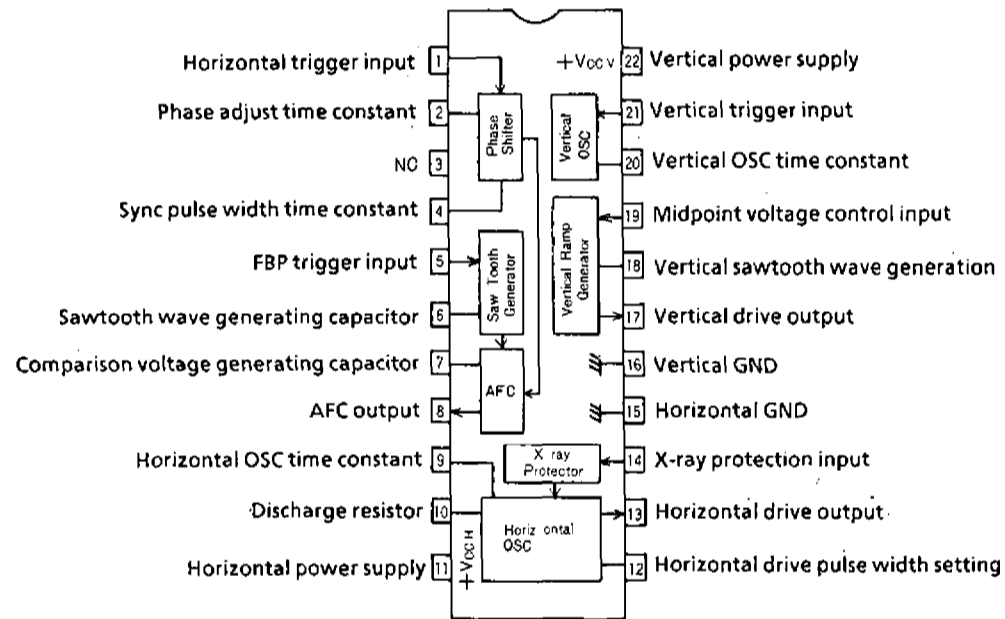 Horizontal trigger input 1
Phase adjust time constant 2
NC 3
Sync pulse width time constant 4
FBP trigger input 5
Sawtooth wave generating capacitor 6
Comparison voltage generating capacitor 7
AFC output 8
Horizontal OSC time constant 9
Discharge resistor 10
Horizontal power supply 11
Phase
Shifter
Saw Tooth
Generator
AFC
+VCC H
+VCC V
Vertical
OSC
Vertical Ramp
Generator
X ray
Protector
Horiz ontal
OSC
22 Vertical power supply
21 Vertical trigger input
20 Vertical OSC time constant
19 Midpoint voltage control input
18 Vertical sawtooth wave generation
17 Vertical drive output
16 Vertical GND
15 Horizontal GND
14 X-ray protection input
13 Horizontal drive output
12 Horizontal drive pulse width setting